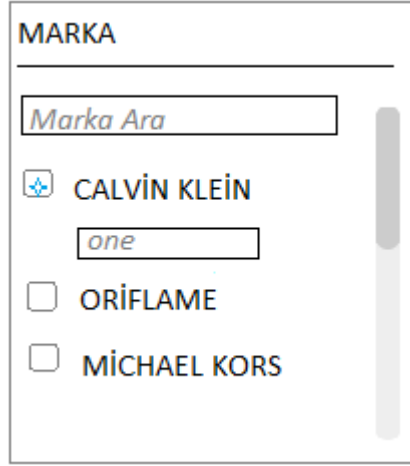 MARKA
Marka Ara
CALVİN KLEİN
one
ORİFLAME
MİCHAEL KORS